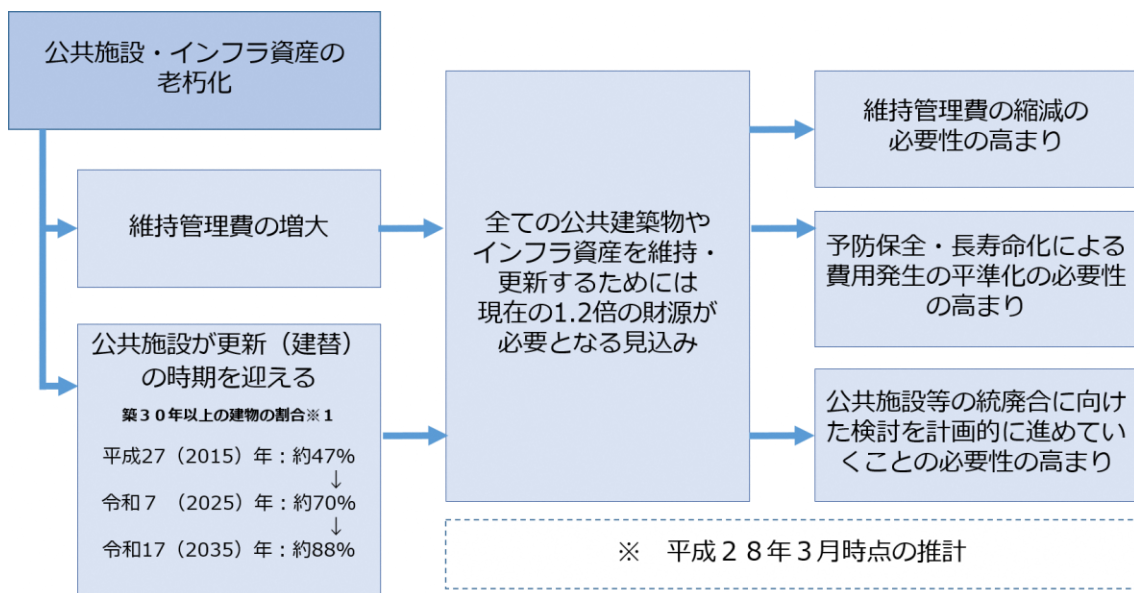 公共施設・インフラ資産の
老朽化
維持管理費の増大
公共施設が更新（建替）
の時期を迎える
築３０年以上の建物の割合※１
平成27（2015）年：約47%
↓
令和７（2025）年：約70%
↓
令和17（2035）年：約88%
全ての公共建築物や
インフラ資産を維持・
更新するためには
現在の1.2倍の財源が
必要となる見込み
維持管理費の縮減の
必要性の高まり
予防保全・長寿命化による
費用発生の平準化の必要性
の高まり
公共施設等の統廃合に向け
た検討を計画的に進めてい
くことの必要性の高まり
※　平成２８年３月時点の推計